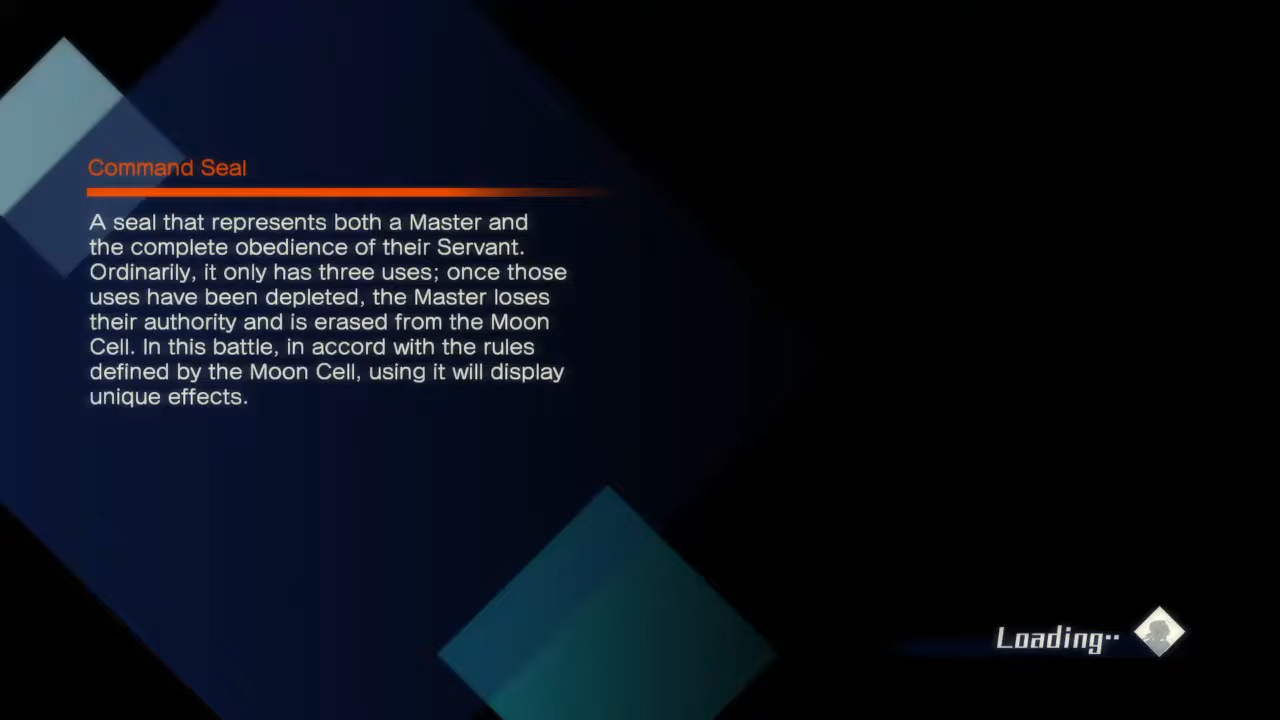 Command Seal
A seal that represents both a Master and
the complete obedience of their Servant.
Ordinarily, it only has three uses; once those
uses have been depleted, the Master loses
their authority and is erased from the Moon
Cell. In this battle, in accord with the rules
defined by the Moon Cell, using it will display
unique effects.
Loading··